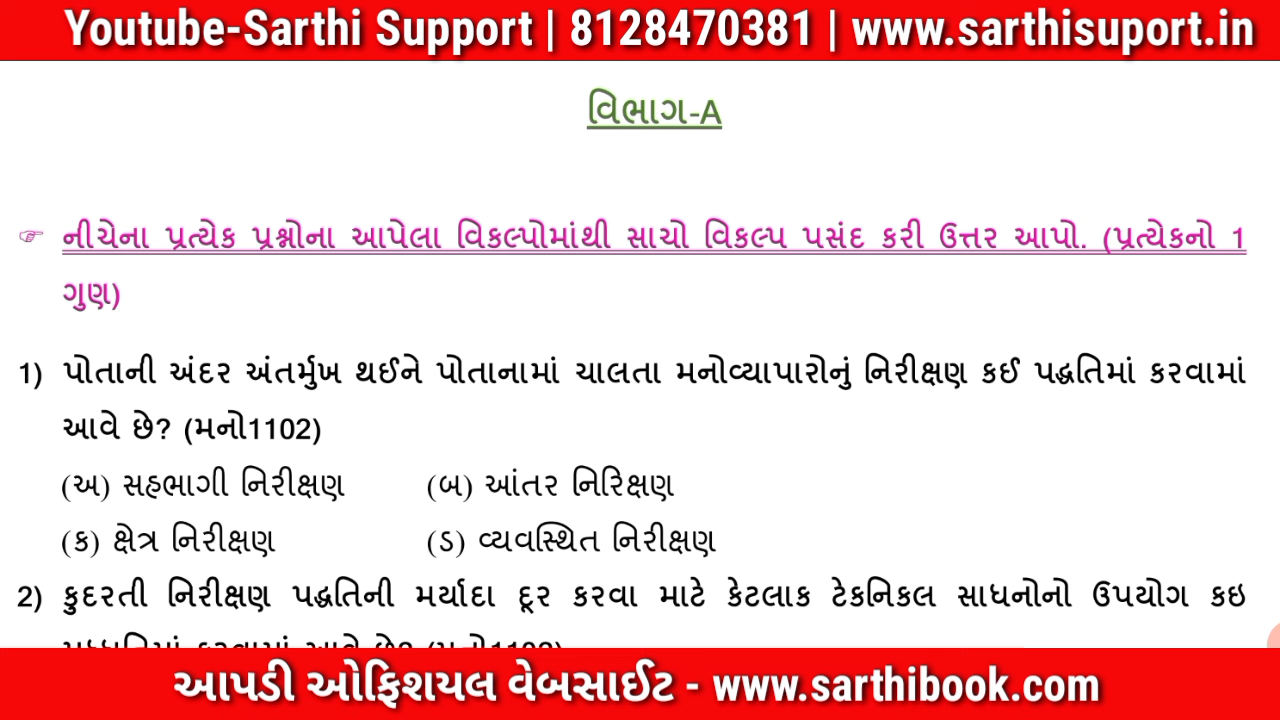 Youtube-Sarthi Support | 8128470381 | www.sarthisuport.in
વિભાગ-A
☞ નીચેના પ્રત્યેક પ્રશ્નોના આપેલા વિકલ્પોમાંથી સાચો વિકલ્પ પસંદ કરી ઉત્તર આપો. (પ્રત્યેકનો 1
ગુણ)
1) પોતાની અંદર અંતર્મુખ થઈને પોતાનામાં ચાલતા મનોવ્યાપારોનું નિરીક્ષણ કઈ પદ્ધતિમાં કરવામાં
આવે છે? (મનો1102)
(અ) સહભાગી નિરીક્ષણ (બ) આંતર નિરિક્ષણ
(ક) ક્ષેત્ર નિરીક્ષણ (ડ) વ્યવસ્થિત નિરીક્ષણ
2) કુદરતી નિરીક્ષણ પદ્ધતિની મર્યાદા દૂર કરવા માટે કેટલાક ટેકનિકલ સાધનોનો ઉપયોગ કઇ
આપડી ઓફિશયલ વેબસાઈટ - www.sarthibook.com